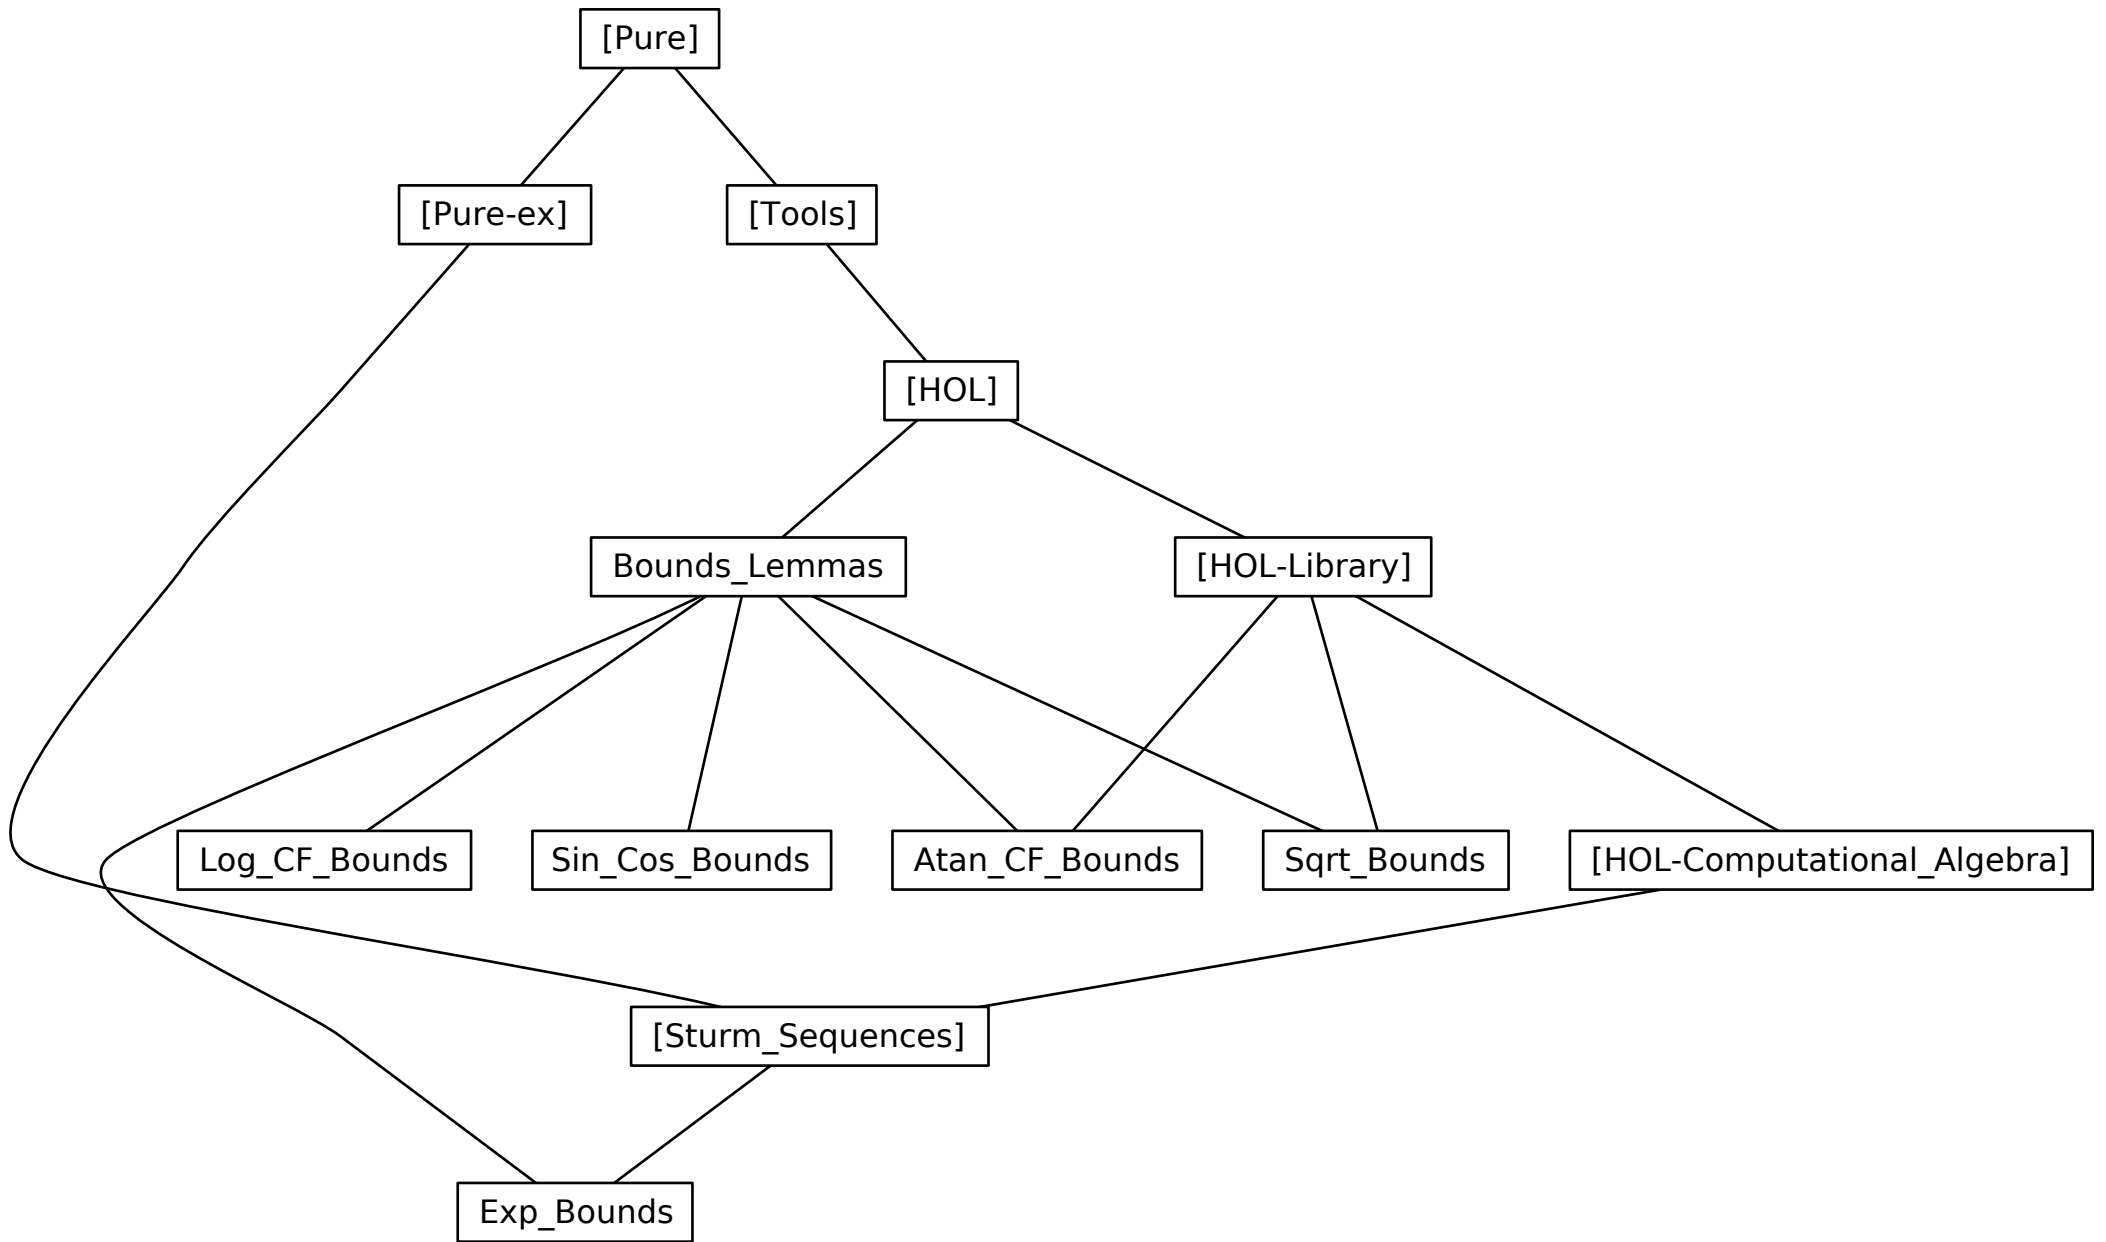 [Pure]
[Pure-ex]
[Tools]
[HOL]
Bounds_Lemmas
[HOL-Library]
Log_CF_Bounds
Sin_Cos_Bounds
Atan_CF_Bounds
Sqrt_Bounds
[HOL-Computational_Algebra]
[Sturm_Sequences]
Exp_Bounds